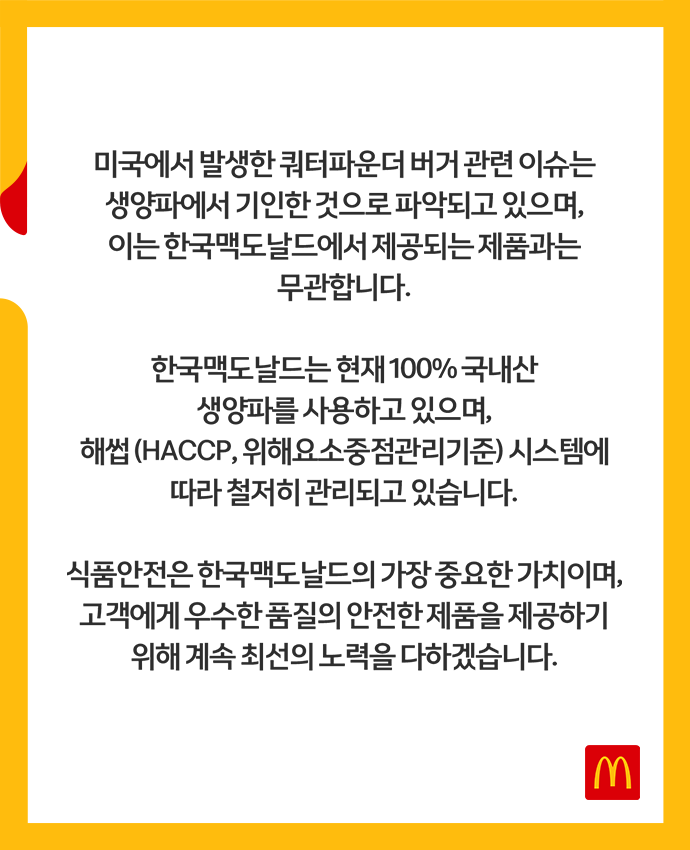 미국에서 발생한 쿼터파운더 버거 관련 이슈는
생양파에서 기인한 것으로 파악되고 있으며,
이는 한국맥도날드에서 제공되는 제품과는
무관합니다.
한국맥도날드는 현재 100% 국내산
생양파를 사용하고 있으며,
해썹 (HACCP, 위해요소중점관리기준) 시스템에
따라 철저히 관리되고 있습니다.
식품안전은 한국맥도날드의 가장 중요한 가치이며,
고객에게 우수한 품질의 안전한 제품을 제공하기
위해 계속 최선의 노력을 다하겠습니다.